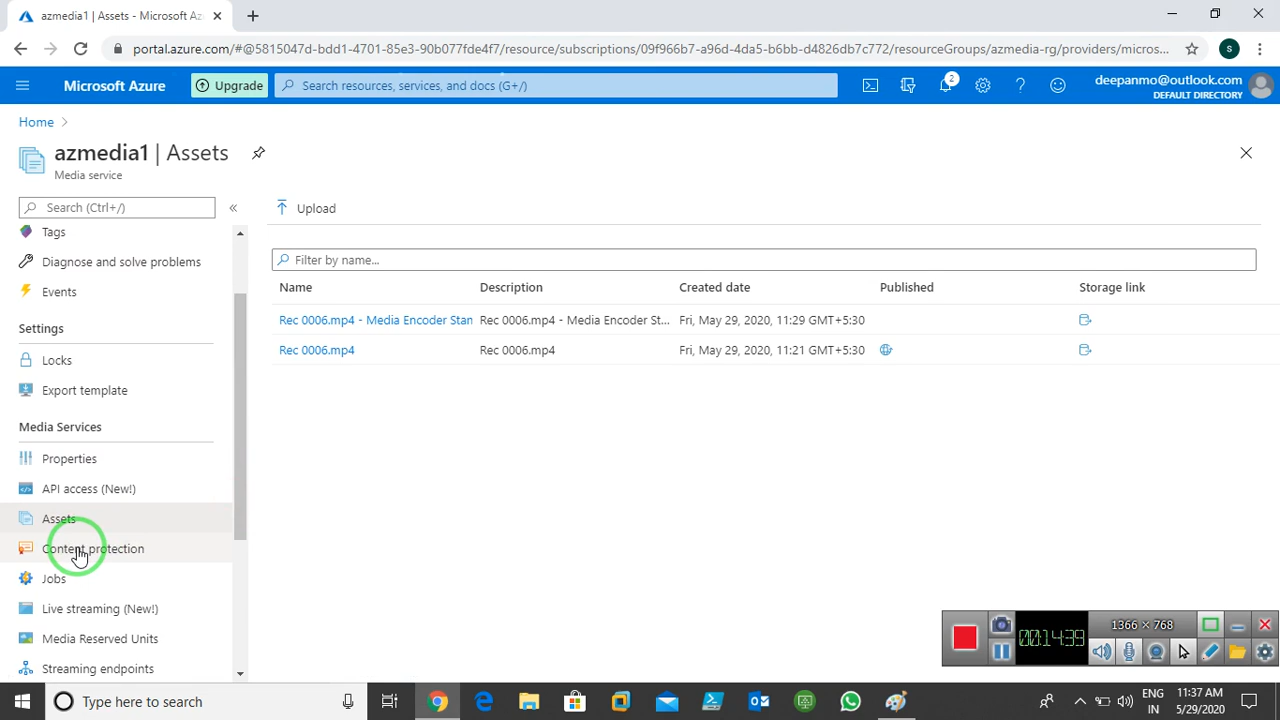 azmedia1 | Assets - Microsoft Az
portal.azure.com/#@5815047d-bdd1-4701-85e3-90b077fde4f7/resource/subscriptions/09f966b7-a96d-4da5-b6bb-d4826db7c772/resourceGroups/azmedia-rg/providers/micros...
S
Microsoft Azure
Upgrade
Search resources, services, and docs (G+/)
2
deepanmo@outlook.com
DEFAULT DIRECTORY
Home
azmedia1 | Assets
Media service
Search (Ctrl+/)
«
Upload
Tags
Diagnose and solve problems
Events
Settings
Locks
Export template
Media Services
Properties
API access (New!)
Assets
Content protection
Jobs
Live streaming (New!)
Media Reserved Units
Streaming endpoints
Filter by name...
Name Description Created date Published Storage link
Rec 0006.mp4 - Media Encoder Stan Rec 0006.mp4 - Media Encoder St... Fri, May 29, 2020, 11:29 GMT+5:30
Rec 0006.mp4 Rec 0006.mp4 Fri, May 29, 2020, 11:21 GMT+5:30
00:14:39
1366 × 768
Type here to search
ENG
IN
11:37 AM
5/29/2020